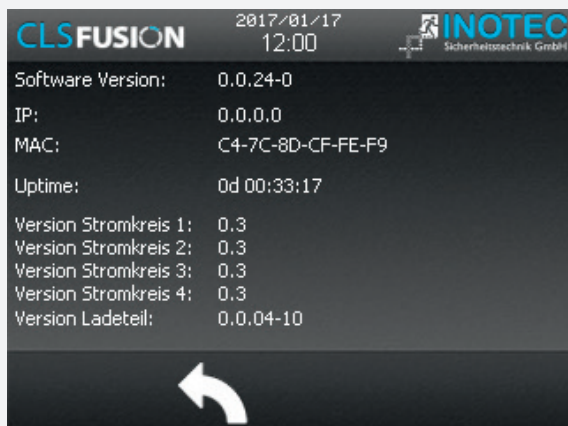 CLSFUSION
2017/01/17
12:00
INOTEC
Sicherheitstechnik GmbH
Software Version: 0.0.24-0
IP: 0.0.0.0
MAC: C4-7C-8D-CF-FE-F9
Uptime: 0d 00:33:17
Version Stromkreis 1: 0.3
Version Stromkreis 2: 0.3
Version Stromkreis 3: 0.3
Version Stromkreis 4: 0.3
Version Ladeteil: 0.0.04-10